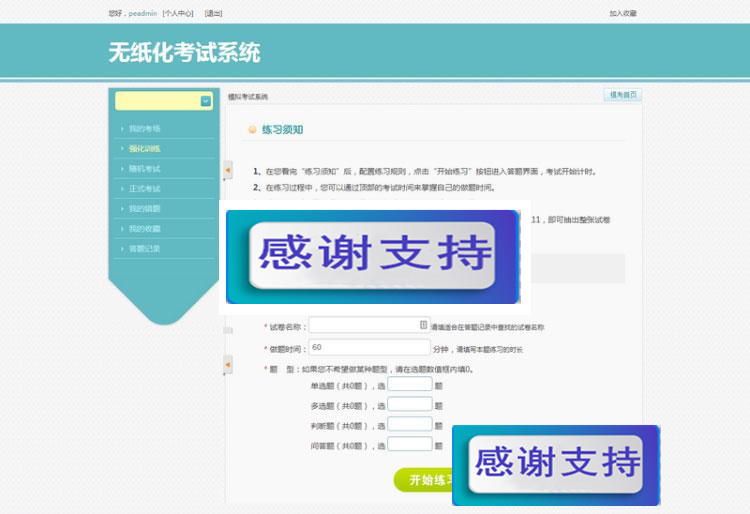 您好，peadmin [个人中心] [退出]
加入收藏
无纸化考试系统
我的考场
强化训练
随机考试
正式考试
我的错题
我的收藏
答题记录
模拟考试系统
模考首页
练习须知
1、在您看完“练习须知”后，配置练习规则，点击“开始练习”按钮进入答题界面，考试开始计时。
2、在练习过程中，您可以通过顶部的考试时间来掌握自己的做题时间。
11，即可抽出整张试卷
感谢支持
* 试卷名称： 请填适合在答题记录中查找的试卷名称
* 做题时间： 60 分钟，请填写本题练习的时长
* 题 型：如果您不希望做某种题型，请在选题数值框内填0。
单选题（共0题），选 题
多选题（共0题），选 题
判断题（共0题），选 题
问答题（共0题），选 题
开始练
感谢支持